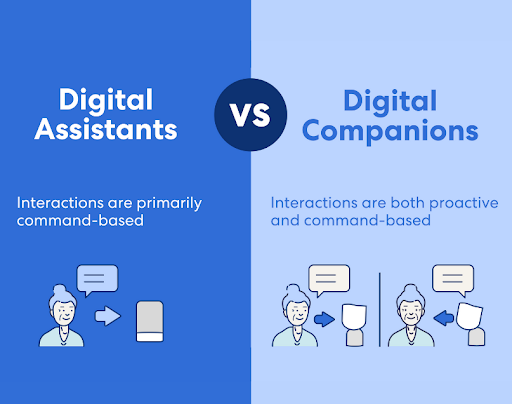 Digital
Assistants
VS
Digital
Companions
Interactions are primarily
command-based
Interactions are both proactive
and command-based